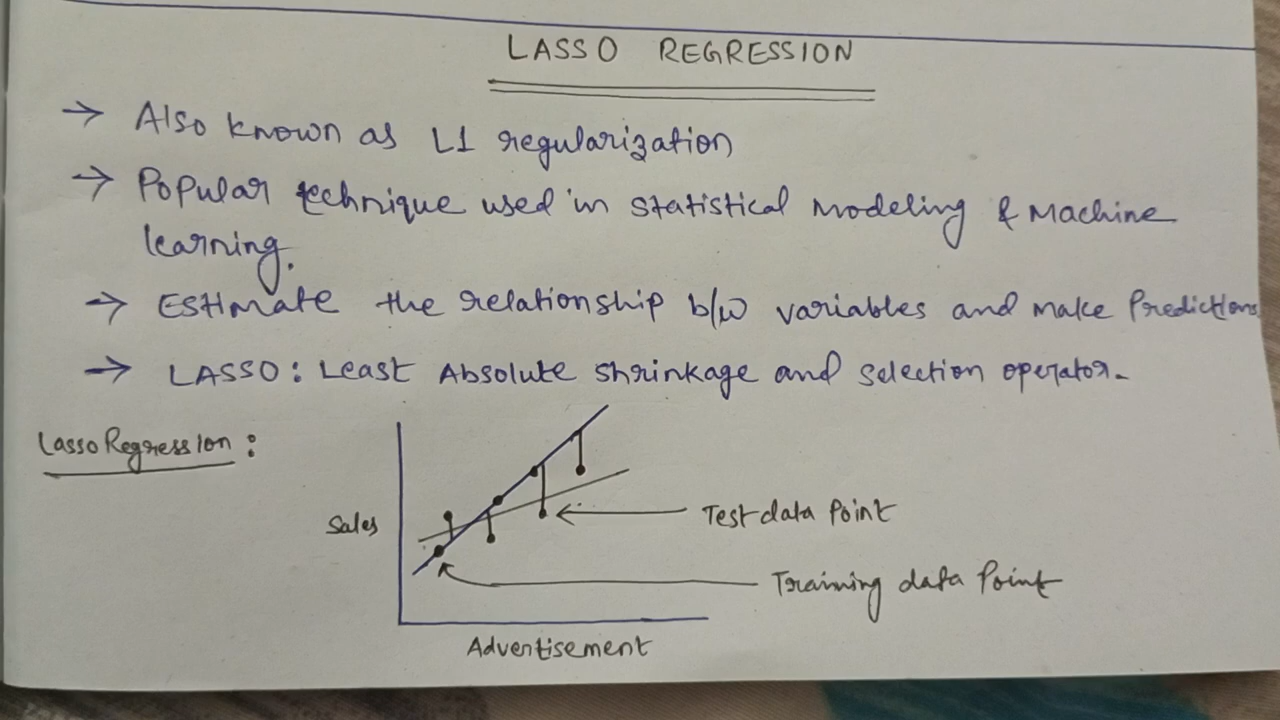 LASSO REGRESSION
→ Also known as L1 regularization
→ Popular technique used in statistical modeling & Machine
learning.
→ Estimate the relationship b/w variables and make Predictions
→ LASSO: Least Absolute Shrinkage and Selection operator.
Lasso Regression:
Sales
Test data Point
Training data Point
Advertisement